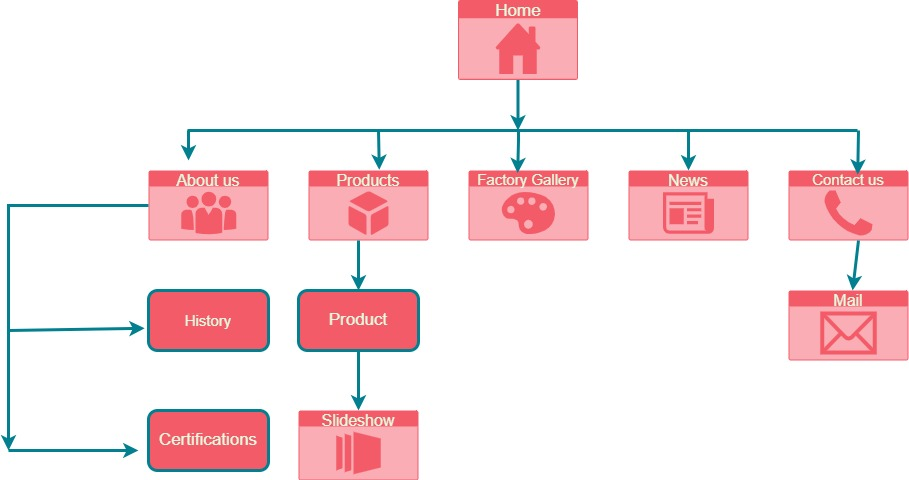 Home
About us
Products
Factory Gallery
News
Contact us
History
Product
Mail
Certifications
Slideshow